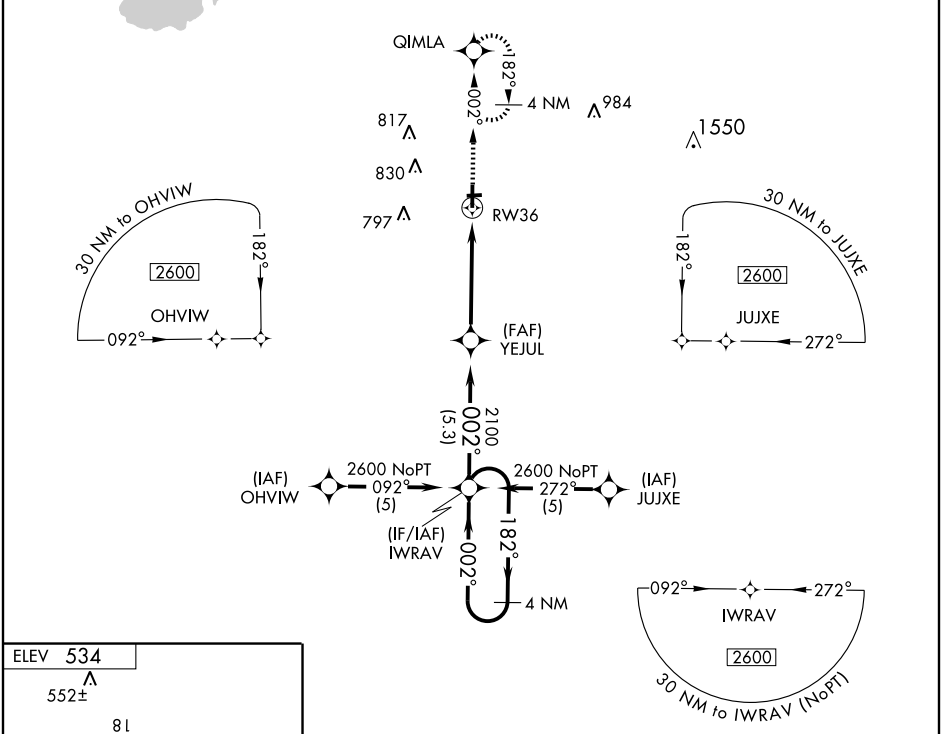 QIMLA
182°
002°
4 NM
984
817
1550
830
797
RW36
30 NM to OHVIW
182°
2600
OHVIW
092°
30 NM to JUJXE
182°
2600
JUJXE
272°
(FAF)
YEJUL
2100
002°
(5.3)
(IAF)
OHVIW
2600 NoPT
092°
(5)
2600 NoPT
272°
(5)
(IAF)
JUJXE
(IF/IAF)
IWRAV
002°
182°
4 NM
092°
272°
IWRAV
2600
30 NM to IWRAV (NoPT)
ELEV 534
552±
18